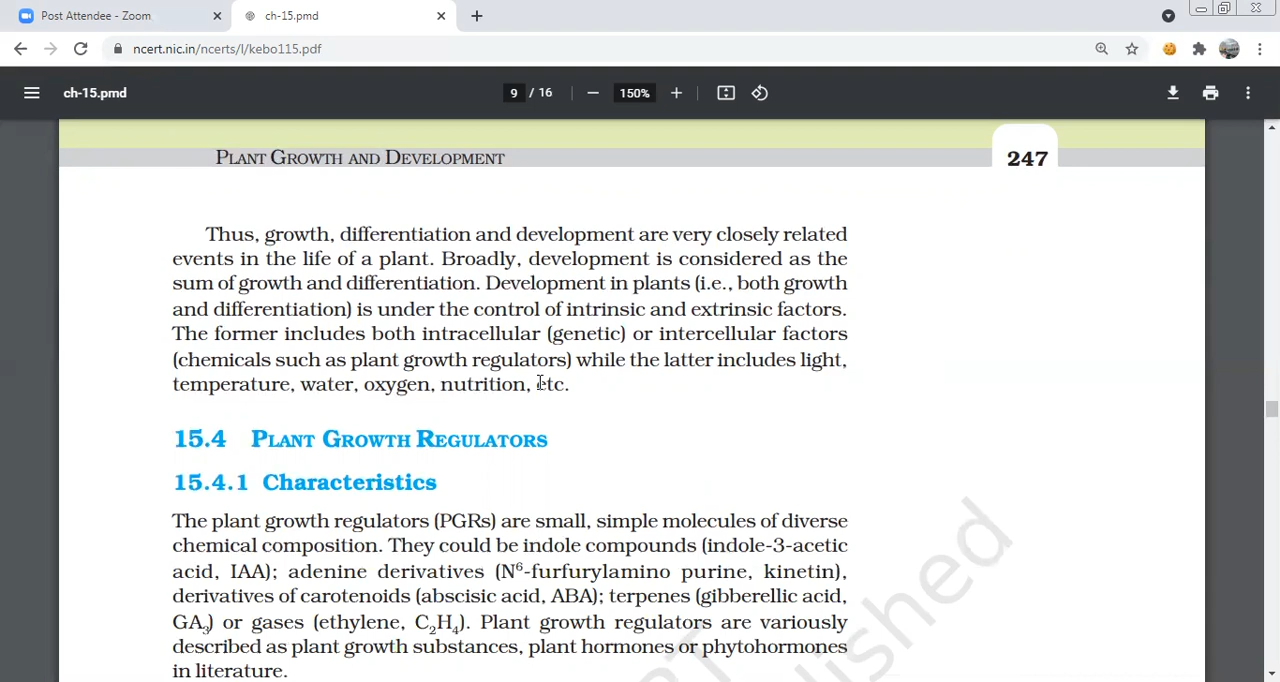 Post Attendee - Zoom
ch-15.pmd
ncert.nic.in/ncerts/l/kebo115.pdf
ch-15.pmd
9 / 16
150%
PLANT GROWTH AND DEVELOPMENT
247
Thus, growth, differentiation and development are very closely related
events in the life of a plant. Broadly, development is considered as the
sum of growth and differentiation. Development in plants (i.e., both growth
and differentiation) is under the control of intrinsic and extrinsic factors.
The former includes both intracellular (genetic) or intercellular factors
(chemicals such as plant growth regulators) while the latter includes light,
temperature, water, oxygen, nutrition, etc.
15.4 PLANT GROWTH REGULATORS
15.4.1 Characteristics
The plant growth regulators (PGRs) are small, simple molecules of diverse
chemical composition. They could be indole compounds (indole-3-acetic
acid, IAA); adenine derivatives (N⁶-furfurylamino purine, kinetin),
derivatives of carotenoids (abscisic acid, ABA); terpenes (gibberellic acid,
GA₃) or gases (ethylene, C₂H₄). Plant growth regulators are variously
described as plant growth substances, plant hormones or phytohormones
in literature.